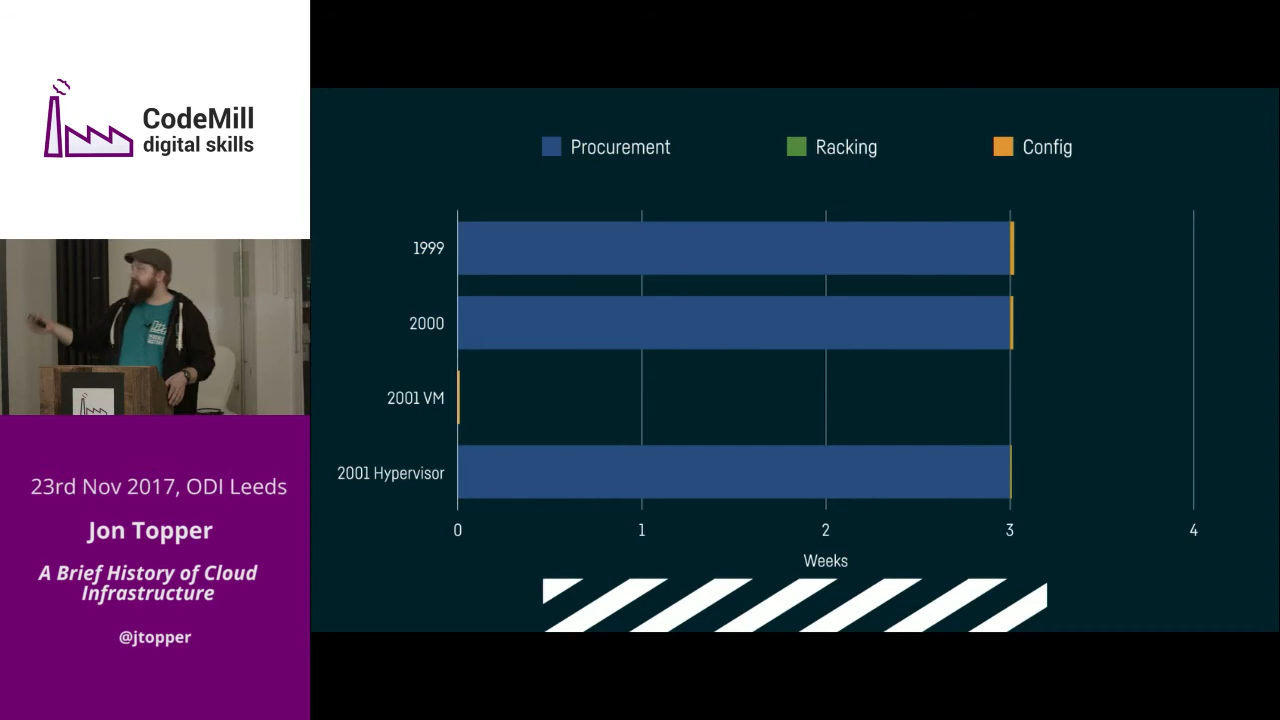 CodeMill
digital skills
23rd Nov 2017, ODI Leeds
Jon Topper
A Brief History of Cloud
Infrastructure
@jtopper
Procurement
Racking
Config
1999
2000
2001 VM
2001 Hypervisor
0
1
2
3
4
Weeks